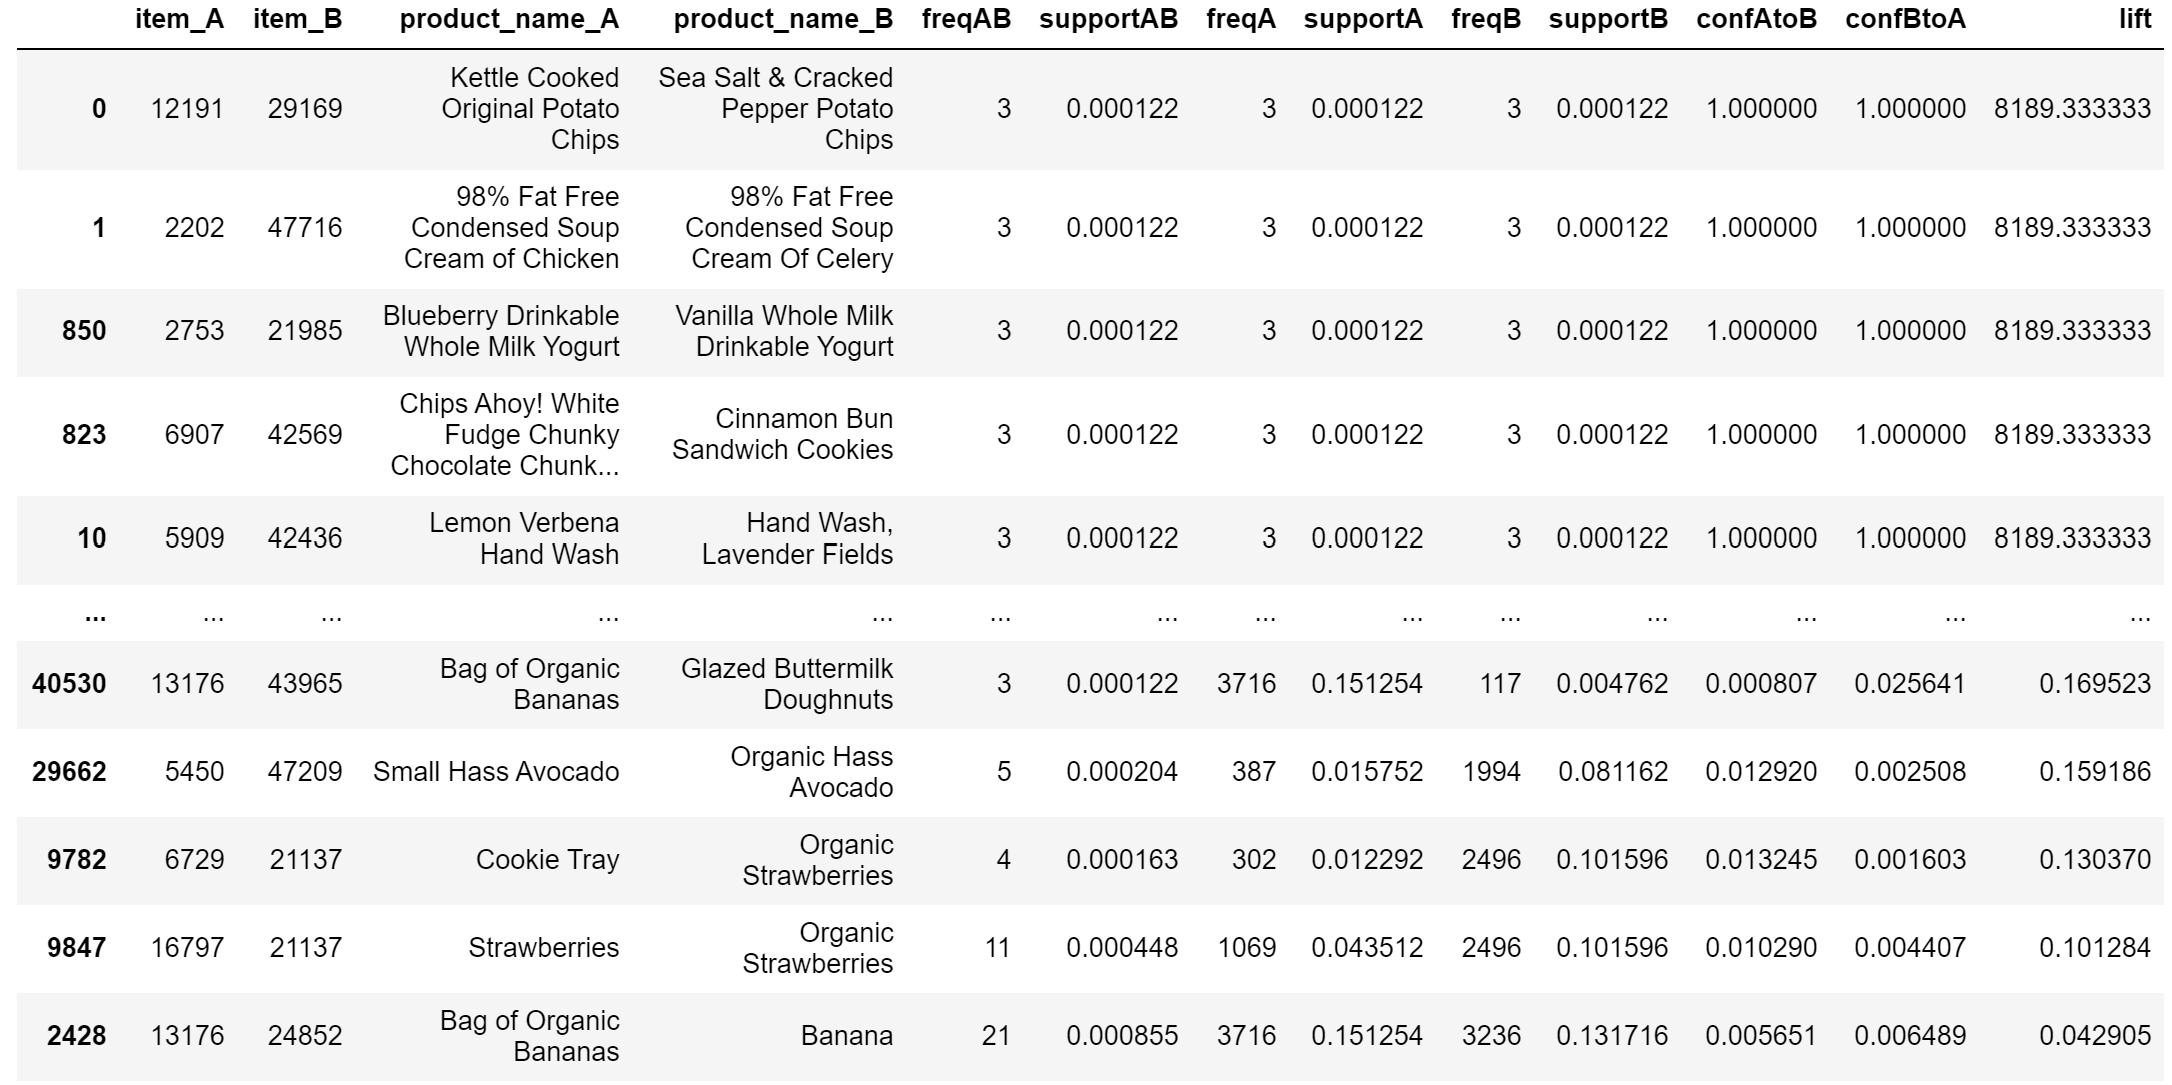 item_A item_B product_name_A product_name_B freqAB supportAB freqA supportA freqB supportB confAtoB confBtoA lift
0 12191 29169 Kettle Cooked Original Potato Chips Sea Salt & Cracked Pepper Potato Chips 3 0.000122 3 0.000122 3 0.000122 1.000000 1.000000 8189.333333
1 2202 47716 98% Fat Free Condensed Soup Cream of Chicken 98% Fat Free Condensed Soup Cream Of Celery 3 0.000122 3 0.000122 3 0.000122 1.000000 1.000000 8189.333333
850 2753 21985 Blueberry Drinkable Whole Milk Yogurt Vanilla Whole Milk Drinkable Yogurt 3 0.000122 3 0.000122 3 0.000122 1.000000 1.000000 8189.333333
823 6907 42569 Chips Ahoy! White Fudge Chunky Chocolate Chunk... Cinnamon Bun Sandwich Cookies 3 0.000122 3 0.000122 3 0.000122 1.000000 1.000000 8189.333333
10 5909 42436 Lemon Verbena Hand Wash Hand Wash, Lavender Fields 3 0.000122 3 0.000122 3 0.000122 1.000000 1.000000 8189.333333
... ... ... ... ... ... ... ... ... ... ... ... ... ...
40530 13176 43965 Bag of Organic Bananas Glazed Buttermilk Doughnuts 3 0.000122 3716 0.151254 117 0.004762 0.000807 0.025641 0.169523
29662 5450 47209 Small Hass Avocado Organic Hass Avocado 5 0.000204 387 0.015752 1994 0.081162 0.012920 0.002508 0.159186
9782 6729 21137 Cookie Tray Organic Strawberries 4 0.000163 302 0.012292 2496 0.101596 0.013245 0.001603 0.130370
9847 16797 21137 Strawberries Organic Strawberries 11 0.000448 1069 0.043512 2496 0.101596 0.010290 0.004407 0.101284
2428 13176 24852 Bag of Organic Bananas Banana 21 0.000855 3716 0.151254 3236 0.131716 0.005651 0.006489 0.042905